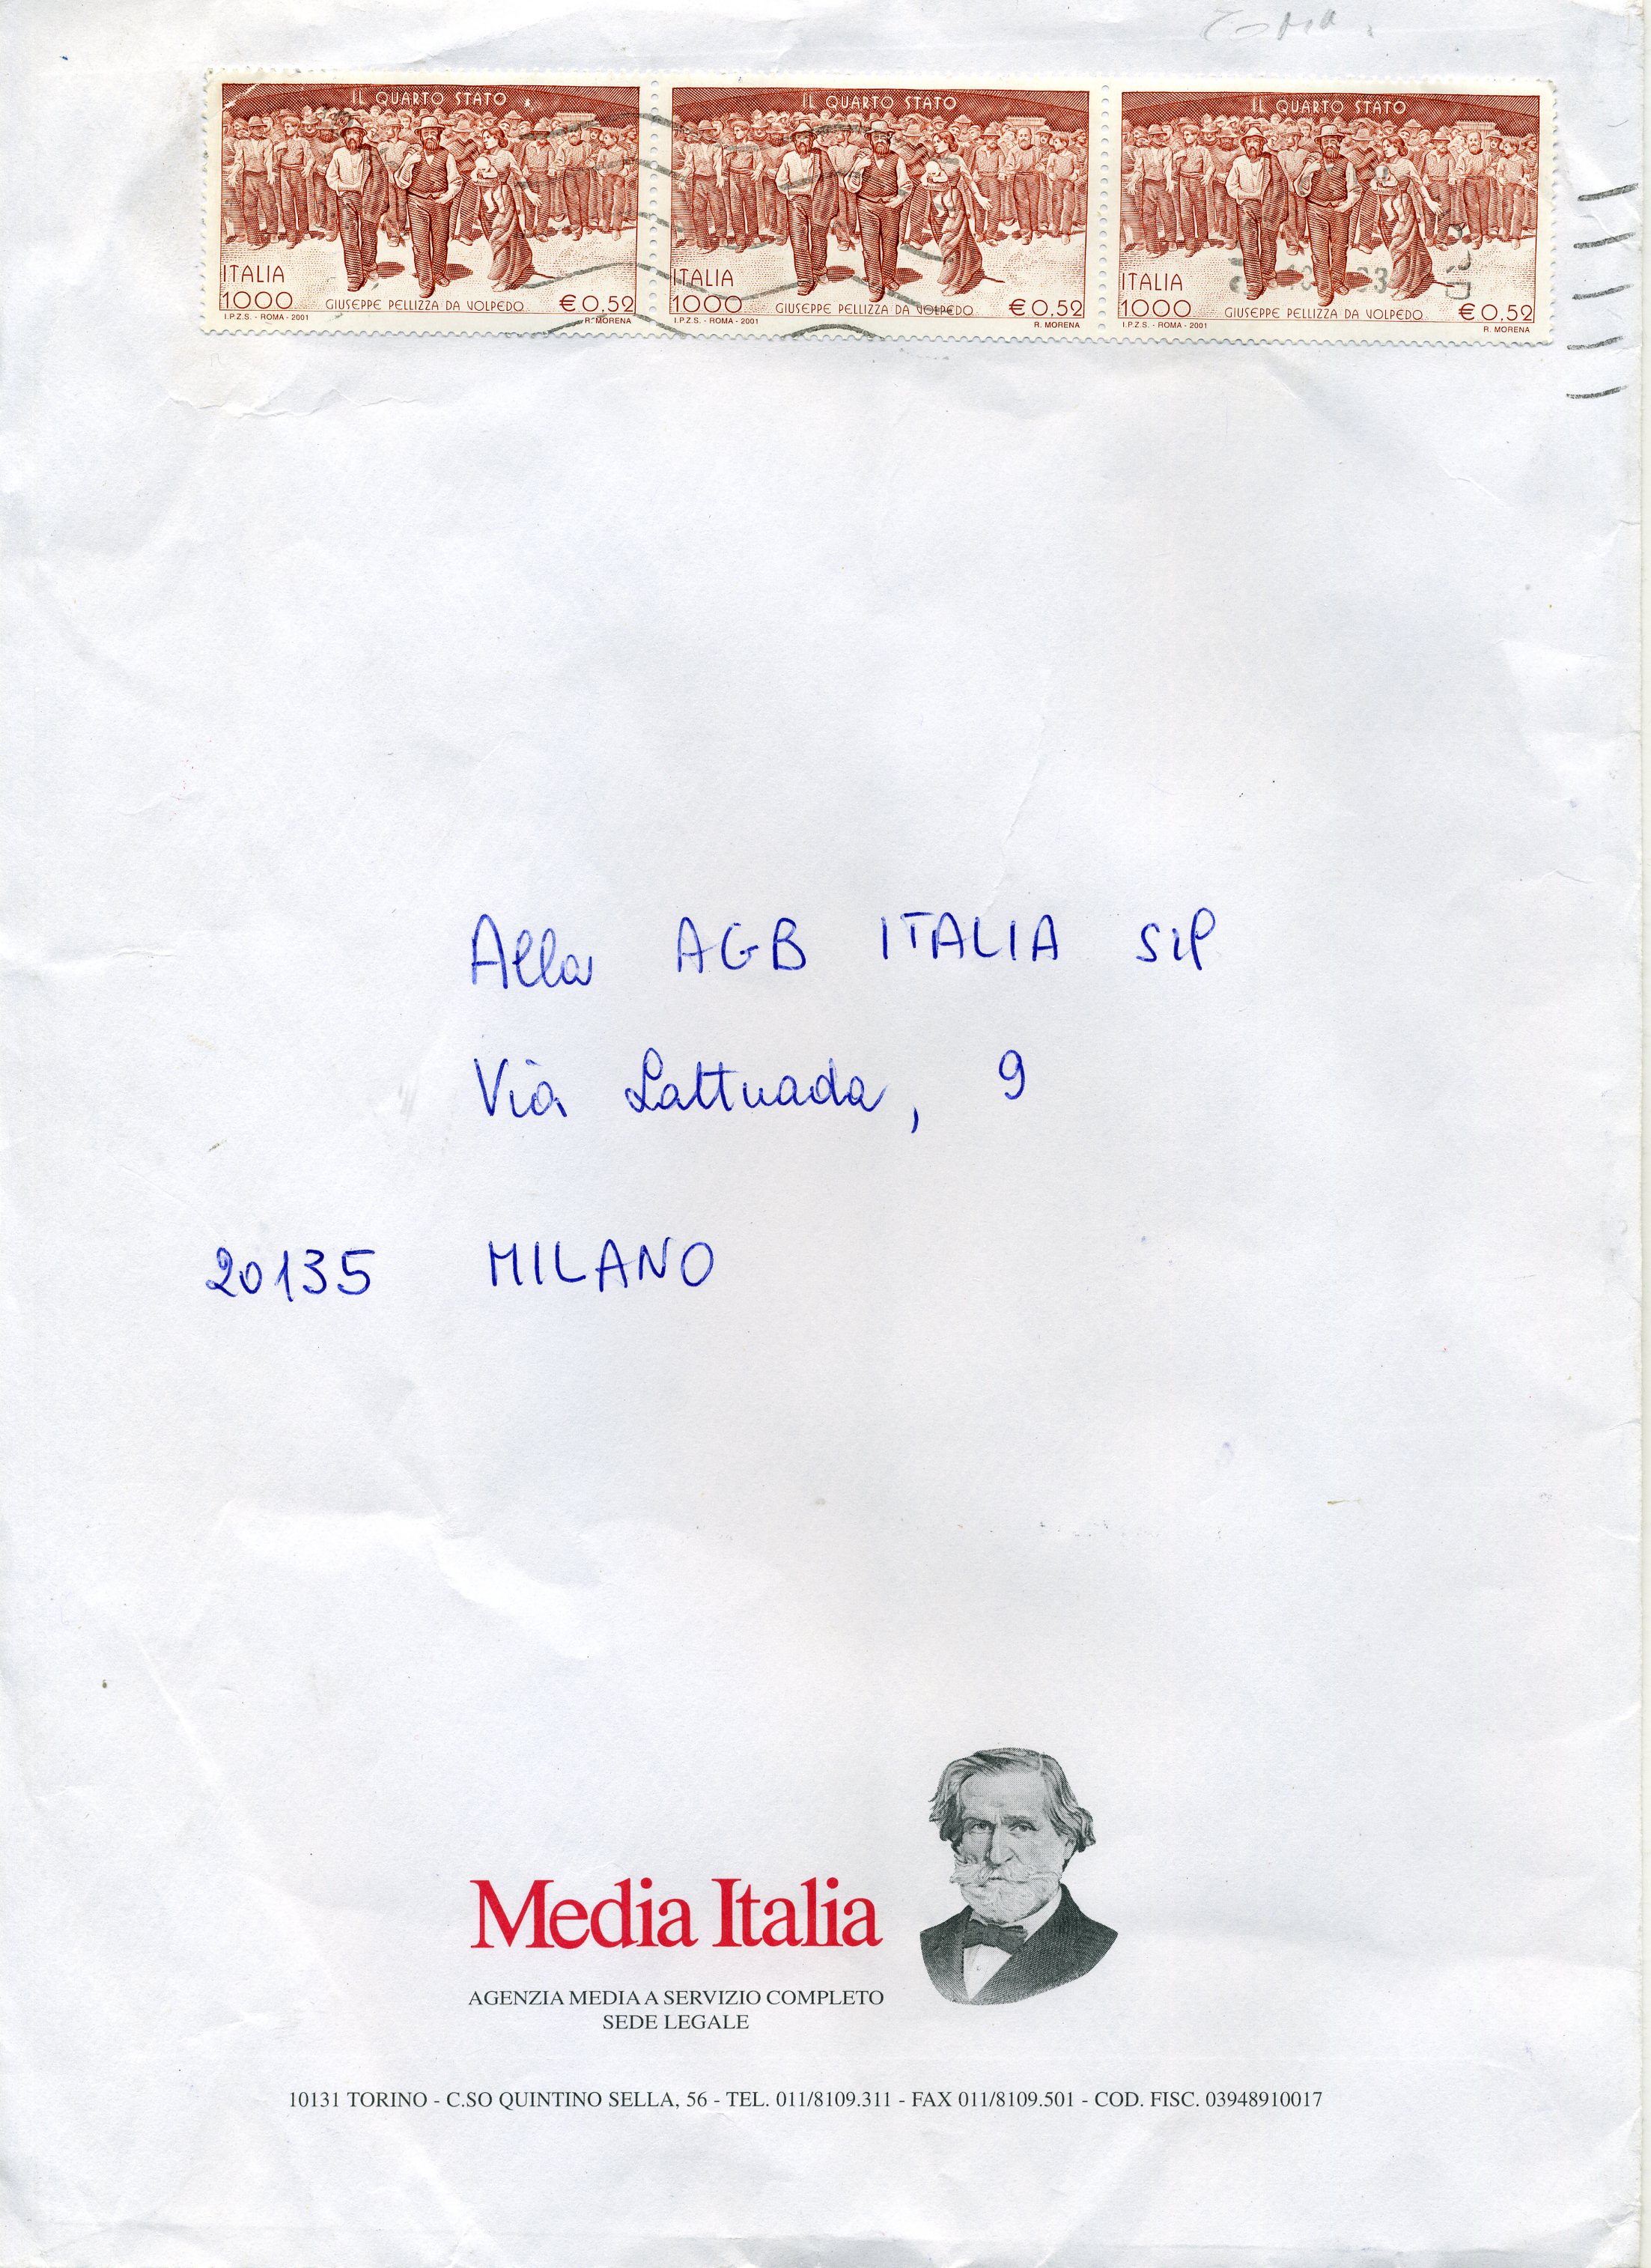 IL QUARTO STATO
ITALIA
1000
GIUSEPPE PELLIZZA DA VOLPEDO
€ 0,52
I.P.Z.S. - ROMA - 2001
R. MORENA
IL QUARTO STATO
ITALIA
1000
GIUSEPPE PELLIZZA DA VOLPEDO
€ 0,52
I.P.Z.S. - ROMA - 2001
R. MORENA
IL QUARTO STATO
ITALIA
1000
GIUSEPPE PELLIZZA DA VOLPEDO
€ 0,52
I.P.Z.S. - ROMA - 2001
R. MORENA
Alla AGB ITALIA
Via Lattuada, 9
20135 MILANO
Media Italia
AGENZIA MEDIA A SERVIZIO COMPLETO
SEDE LEGALE
10131 TORINO - C.SO QUINTINO SELLA, 56 - TEL. 011/8109.311 - FAX 011/8109.501 - COD. FISC. 03948910017